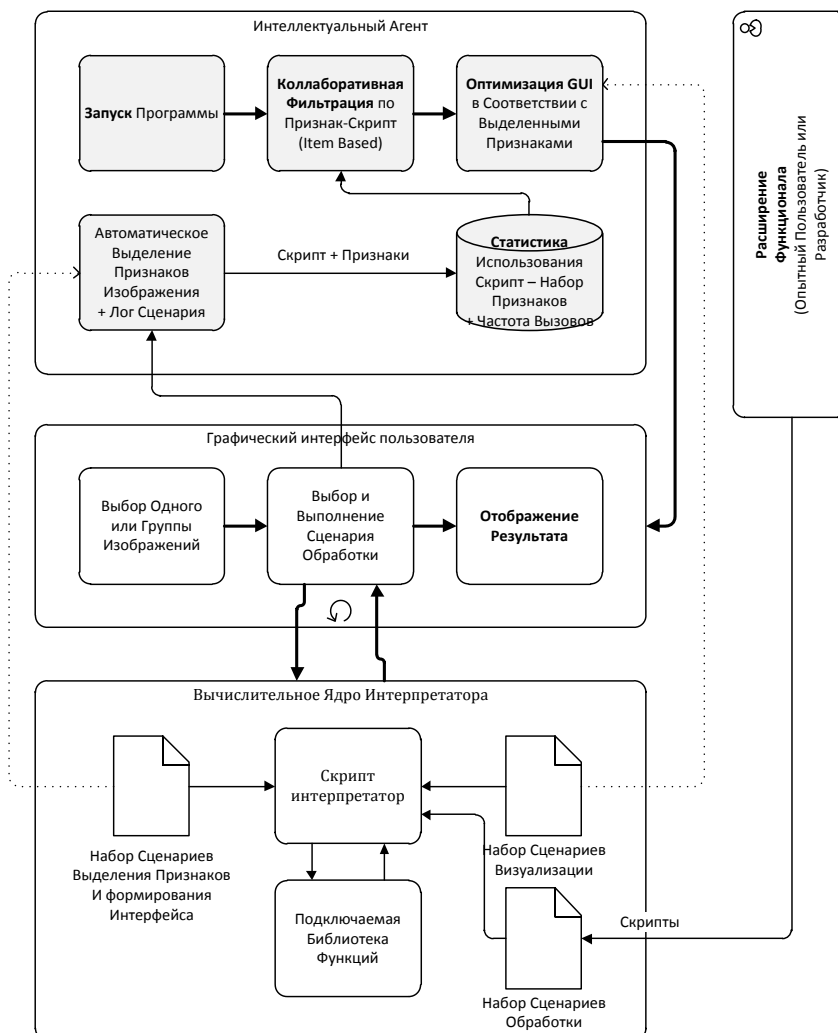 Интеллектуальный Агент
Запуск Программы
Коллаборативная
Фильтрация по
Признак-Скрипт
(Item Based)
Оптимизация GUI
в Соответствии с
Выделенными
Признаками
Автоматическое
Выделение
Признаков
Изображения
+ Лог Сценария
Скрипт + Признаки
Статистика
Использования
Скрипт – Набор
Признаков
+ Частота Вызовов
Расширение
Функционала
(Опытный Пользователь или
Разработчик)
Графический интерфейс пользователя
Выбор Одного
или Группы
Изображений
Выбор и
Выполнение
Сценария
Обработки
Отображение
Результата
Вычислительное Ядро Интерпретатора
Скрипт
интерпретатор
Набор Сценариев
Выделения Признаков
И формирования
Интерфейса
Набор Сценариев
Визуализации
Подключаемая
Библиотека
Функций
Скрипты
Набор Сценариев
Обработки